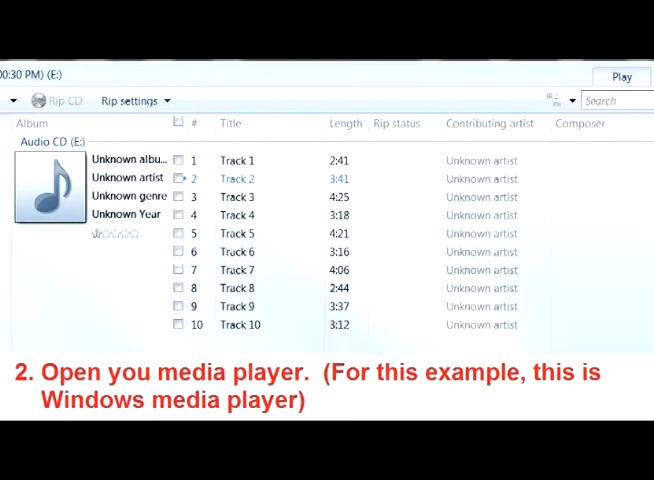 00:30 PM) (E:)
Play
Rip CD Rip settings Search
Album # Title Length Rip status Contributing artist Composer
Audio CD (E:)
Unknown albu... 1 Track 1 2:41 Unknown artist
Unknown artist 2 Track 2 3:41 Unknown artist
Unknown genre 3 Track 3 4:25 Unknown artist
Unknown Year 4 Track 4 3:18 Unknown artist
5 Track 5 4:21 Unknown artist
6 Track 6 3:16 Unknown artist
7 Track 7 4:06 Unknown artist
8 Track 8 2:44 Unknown artist
9 Track 9 3:37 Unknown artist
10 Track 10 3:12 Unknown artist
2. Open you media player. (For this example, this is
Windows media player)